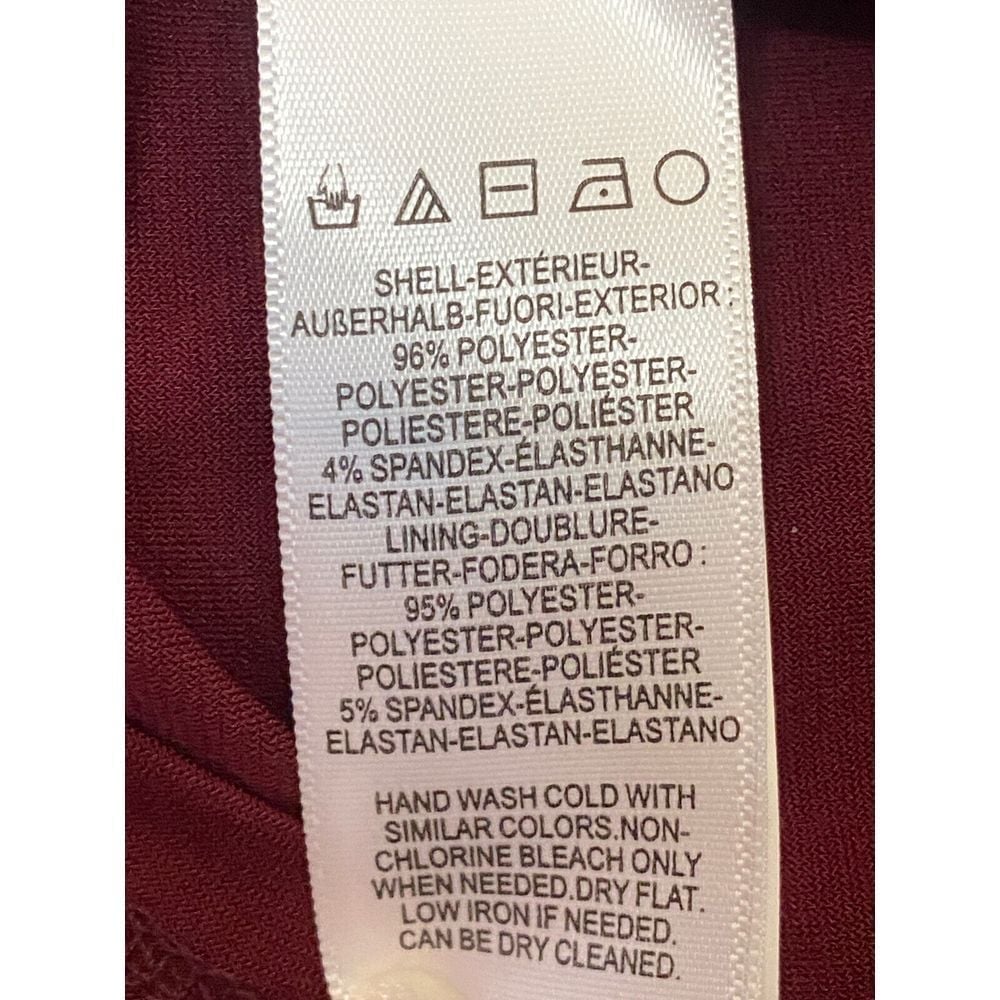 SHELL-EXTÉRIEUR-
AUßERHALB-FUORI-EXTERIOR :
96% POLYESTER-
POLYESTER-POLYESTER-
POLIESTERE-POLIÉSTER
4% SPANDEX-ÉLASTHANNE-
ELASTAN-ELASTAN-ELASTANO
LINING-DOUBLURE-
FUTTER-FODERA-FORRO :
95% POLYESTER-
POLYESTER-POLYESTER-
POLIESTERE-POLIÉSTER
5% SPANDEX-ÉLASTHANNE-
ELASTAN-ELASTAN-ELASTANO
HAND WASH COLD WITH
SIMILAR COLORS.NON-
CHLORINE BLEACH ONLY
WHEN NEEDED.DRY FLAT.
LOW IRON IF NEEDED.
CAN BE DRY CLEANED.